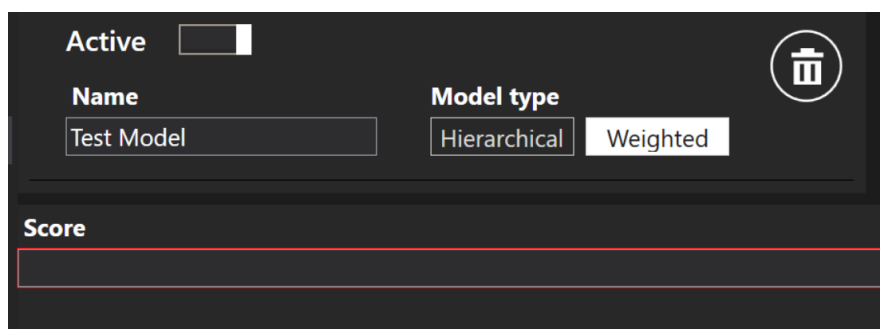 Active
Name
Model type
Test Model
Hierarchical
Weighted
Score